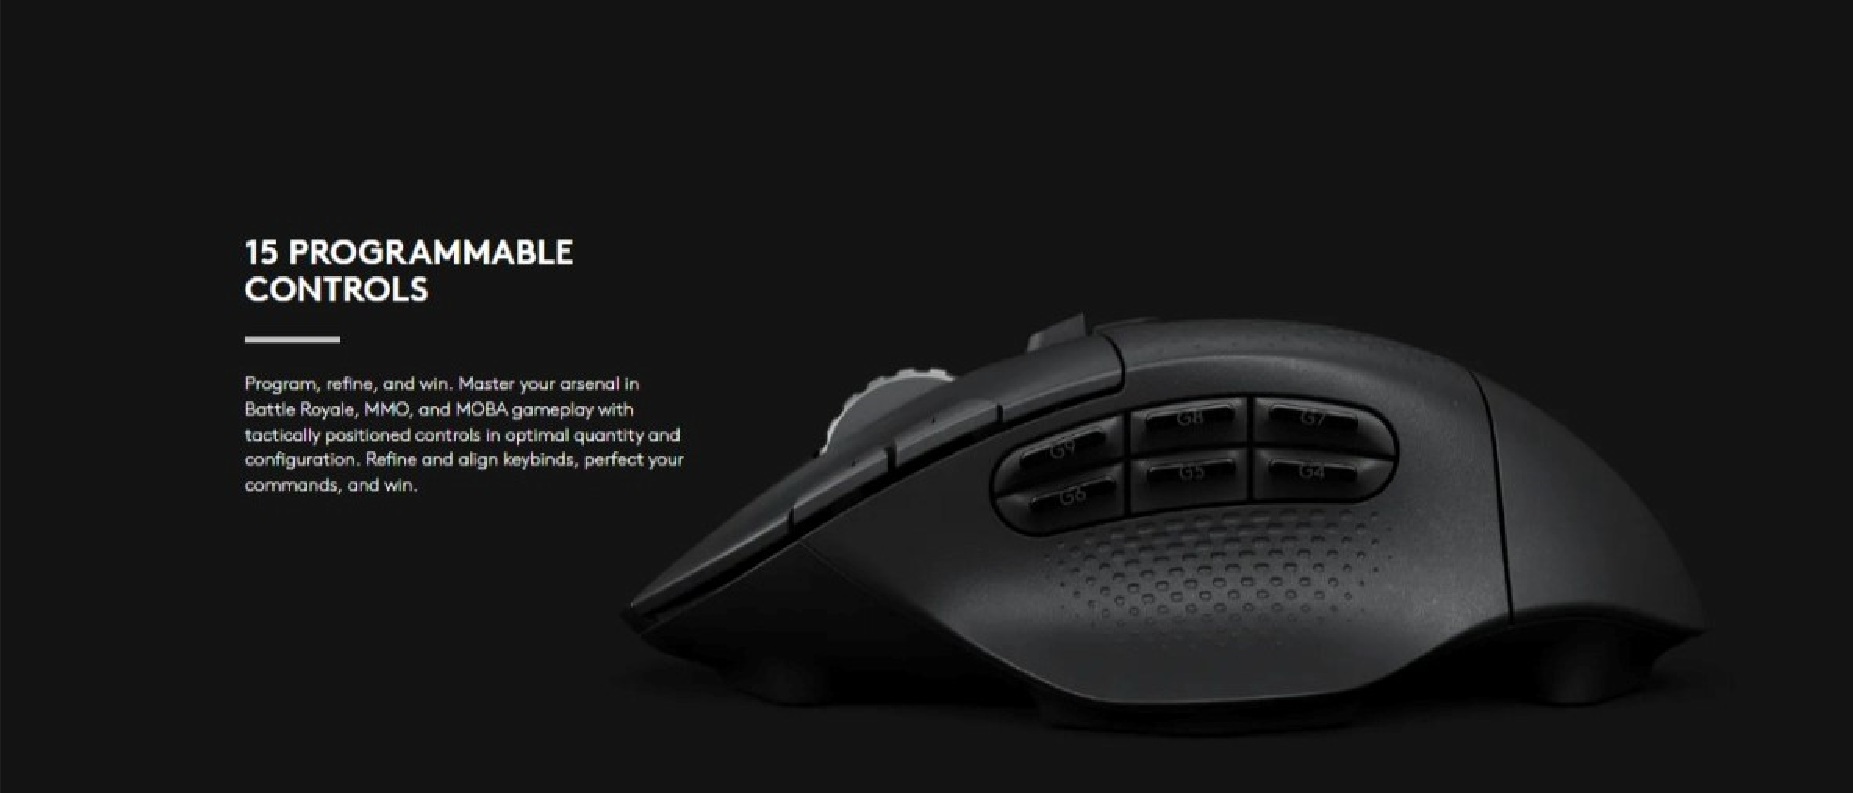 15 PROGRAMMABLE
CONTROLS
Program, refine, and win. Master your arsenal in
Battle Royale, MMO, and MOBA gameplay with
tactically positioned controls in optimal quantity and
configuration. Refine and align keybinds, perfect your
commands, and win.
G9 G8 G7
G6 G5 G4